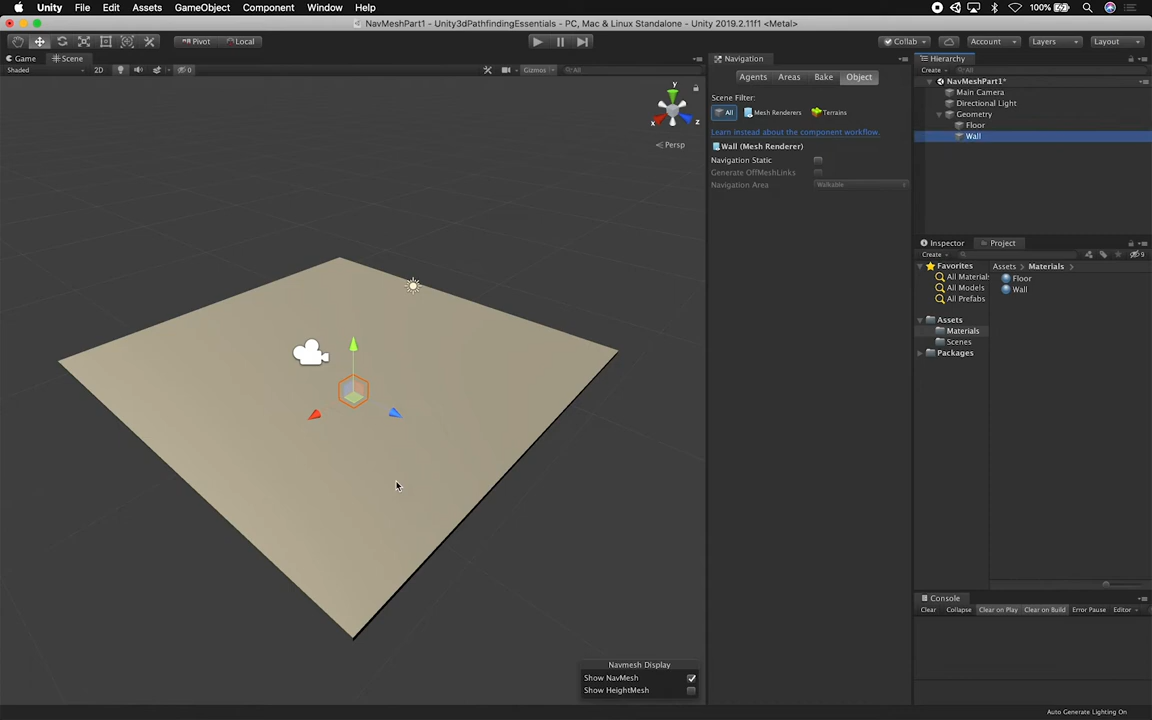 Unity File Edit Assets GameObject Component Window Help 100%
NavMeshPart1 - Unity3dPathfindingEssentials - PC, Mac & Linux Standalone - Unity 2019.2.11f1 <Metal>
Pivot Local Collab Account Layers Layout
Game Scene Navigation Hierarchy
Shaded 2D 0 Gizmos All Create All
Agents Areas Bake Object
NavMeshPart1*
Main Camera
Directional Light
Geometry
Floor
Wall
Scene Filter:
All Mesh Renderers Terrains
Learn instead about the component workflow.
Wall (Mesh Renderer)
Navigation Static
Generate OffMeshLinks
Navigation Area Walkable
y
x z
Persp
Inspector Project
Create 9
Favorites
All Materials
All Models
All Prefabs
Assets
Materials
Scenes
Packages
Assets > Materials >
Floor
Wall
Console
Clear Collapse Clear on Play Clear on Build Error Pause Editor
Navmesh Display
Show NavMesh
Show HeightMesh
Auto Generate Lighting On